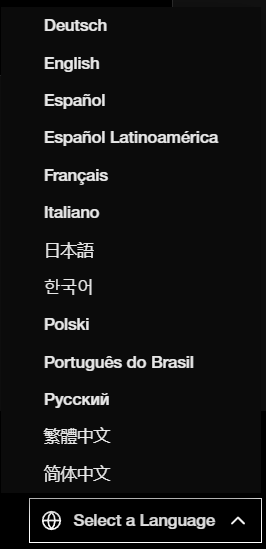 Deutsch
English
Español
Español Latinoamérica
Français
Italiano
日本語
한국어
Polski
Português do Brasil
Русский
繁體中文
简体中文
Select a Language